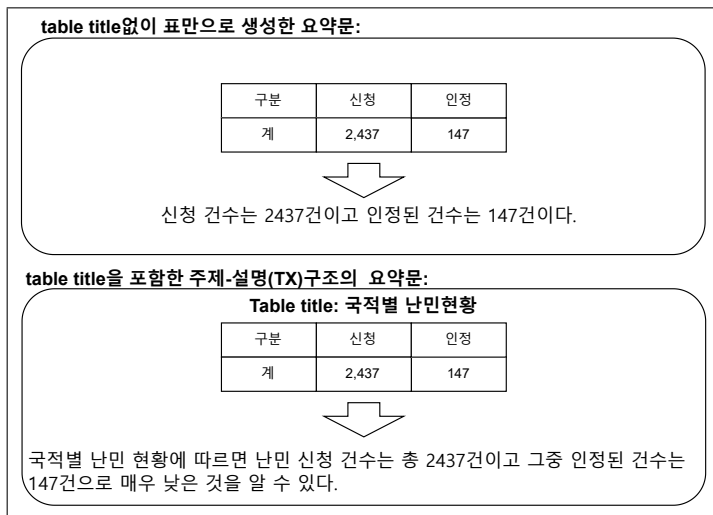 table title없이 표만으로 생성한 요약문:
구분 신청 인정
계 2,437 147
신청 건수는 2437건이고 인정된 건수는 147건이다.
table title을 포함한 주제-설명(TX)구조의 요약문:
Table title: 국적별 난민현황
구분 신청 인정
계 2,437 147
국적별 난민 현황에 따르면 난민 신청 건수는 총 2437건이고 그중 인정된 건수는
147건으로 매우 낮은 것을 알 수 있다.